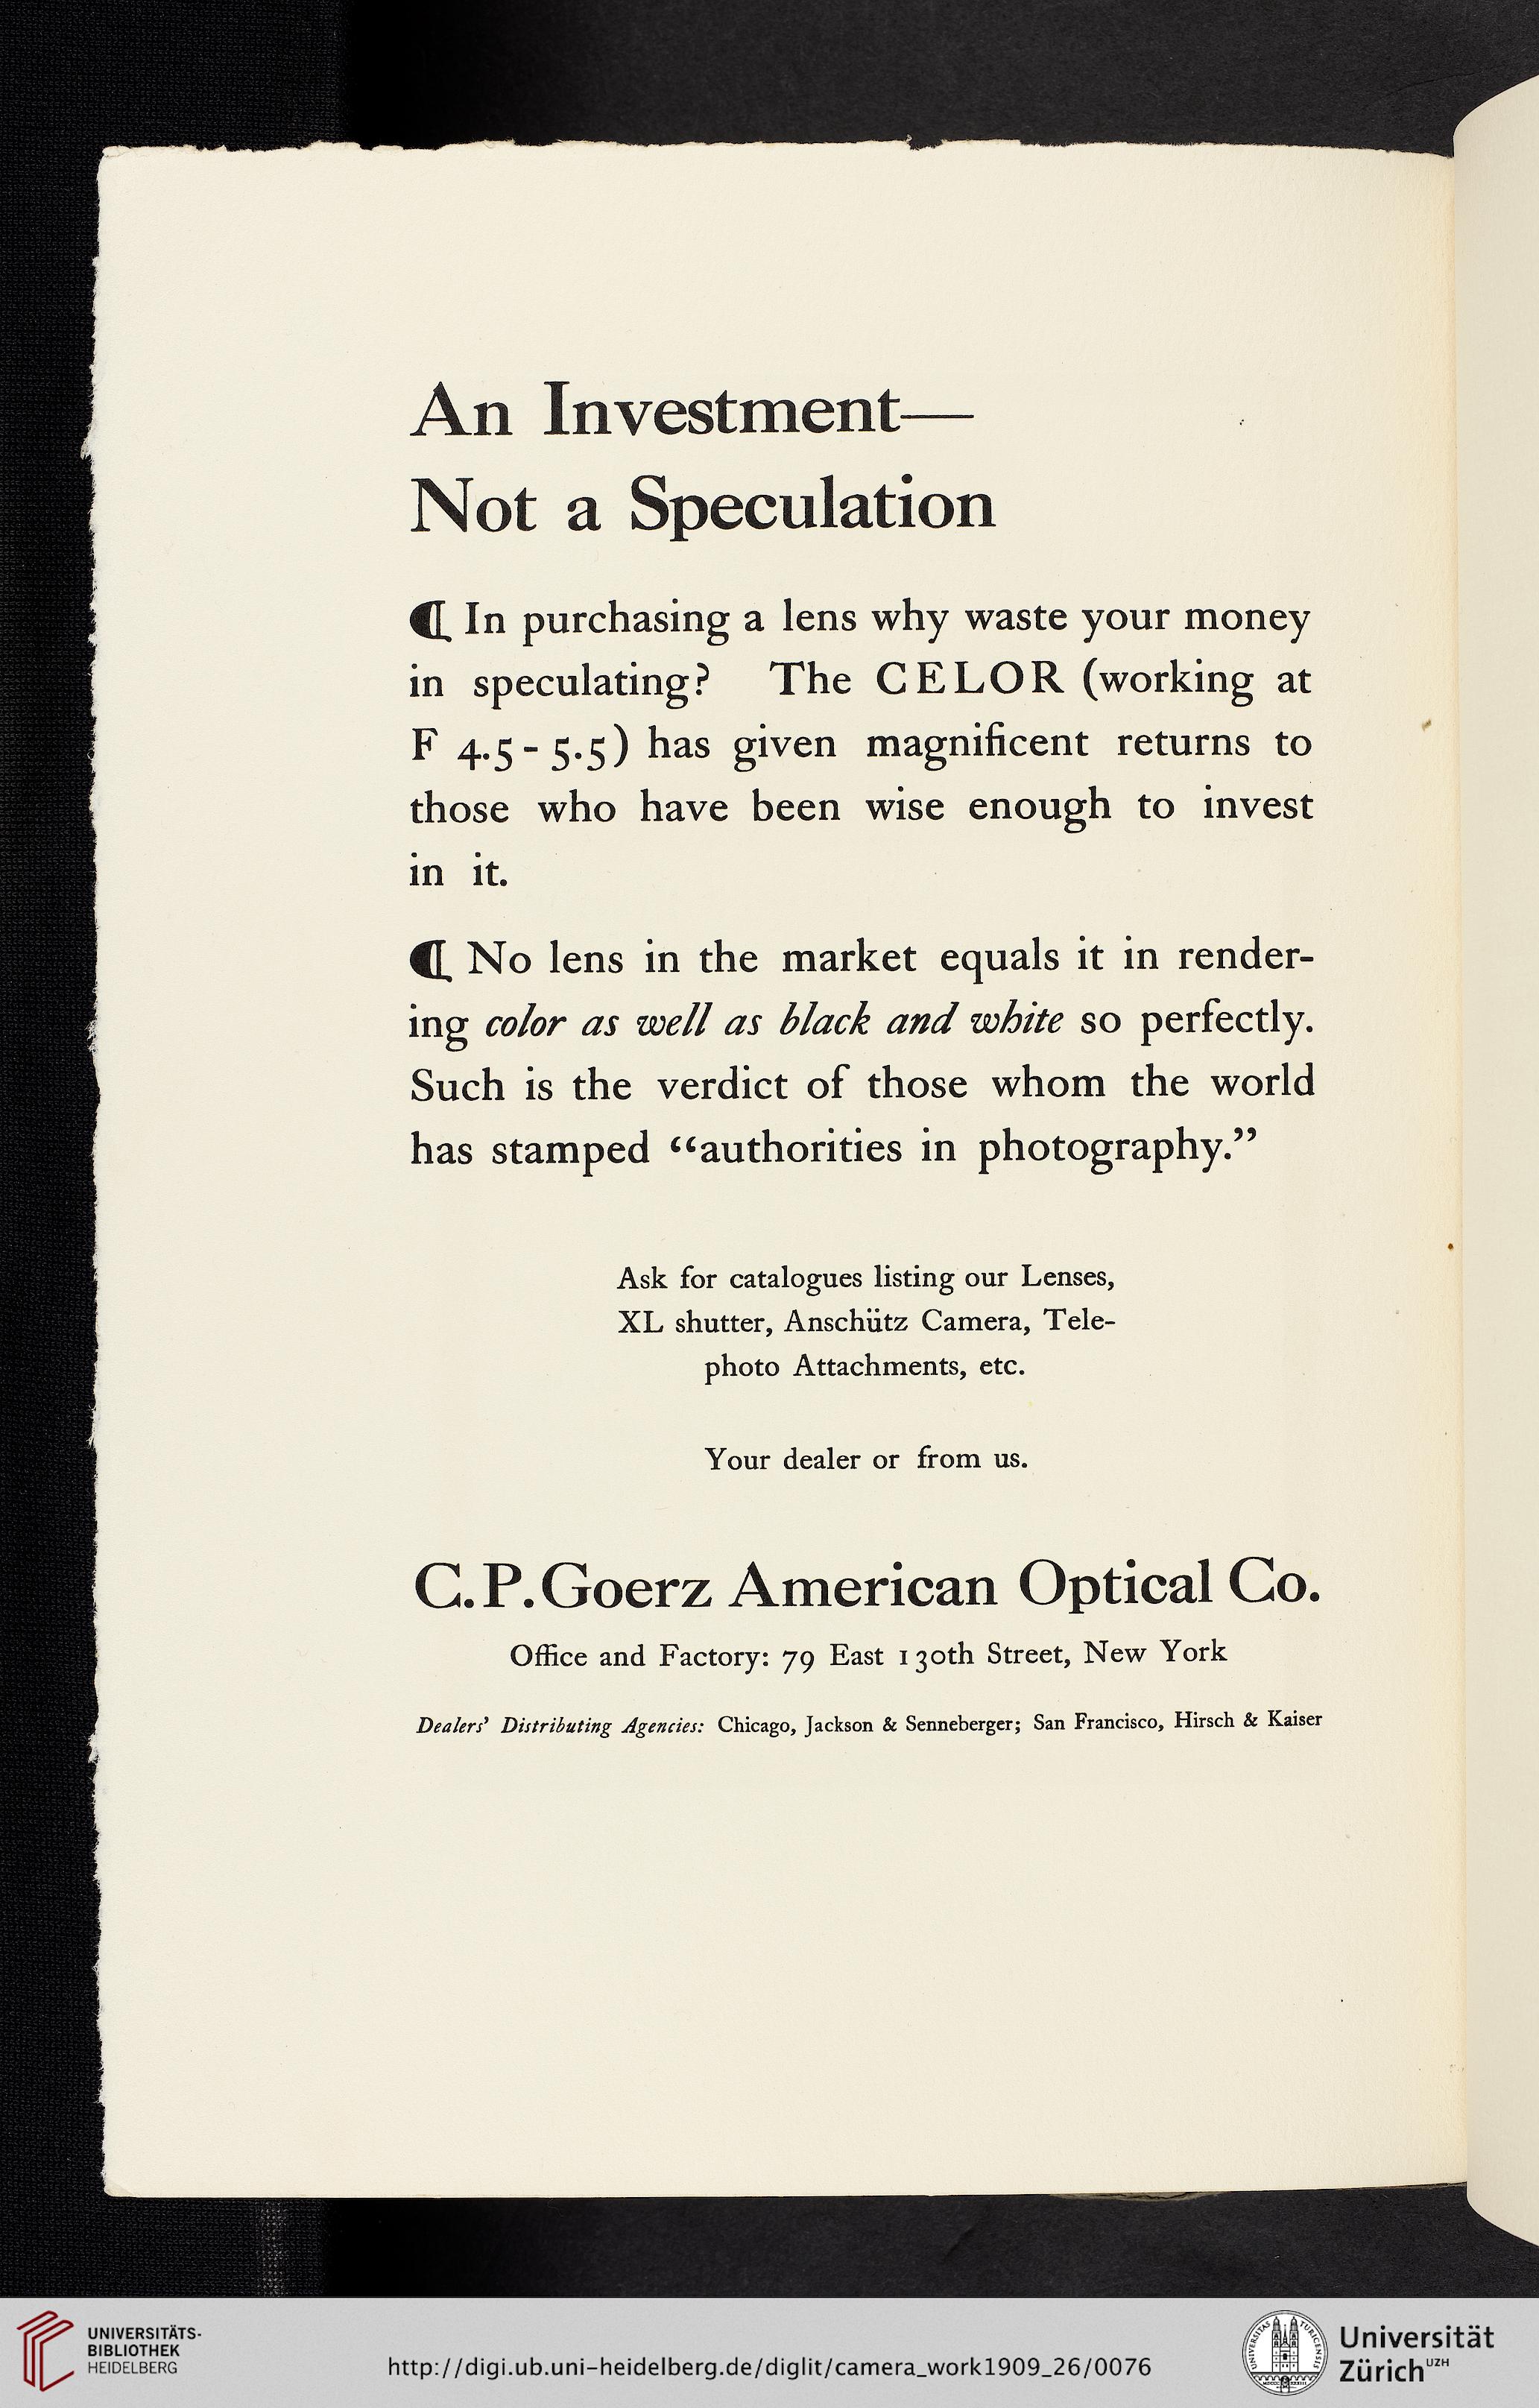 An Investment—
Not a Speculation
¶ In purchasing a lens why waste your money
in speculating? The CELOR (working at
F 4.5-5.5) has given magnificent returns to
those who have been wise enough to invest
in it.
¶ No lens in the market equals it in render-
ing color as well as black and white so perfectly.
Such is the verdict of those whom the world
has stamped “authorities in photography.”
Ask for catalogues listing our Lenses,
XL shutter, Anschütz Camera, Tele-
photo Attachments, etc.
Your dealer or from us.
C.P. Goerz American Optical Co.
Office and Factory: 79 East 130th Street, New York
Dealers’ Distributing Agencies: Chicago, Jackson & Senneberger; San Francisco, Hirsch & Kaiser
UNIVERSITÄTS-
BIBLIOTHEK
HEIDELBERG
http://digi.ub.uni-heidelberg.de/diglit/camera_work1909_26/0076
Universität
Zürich UZH